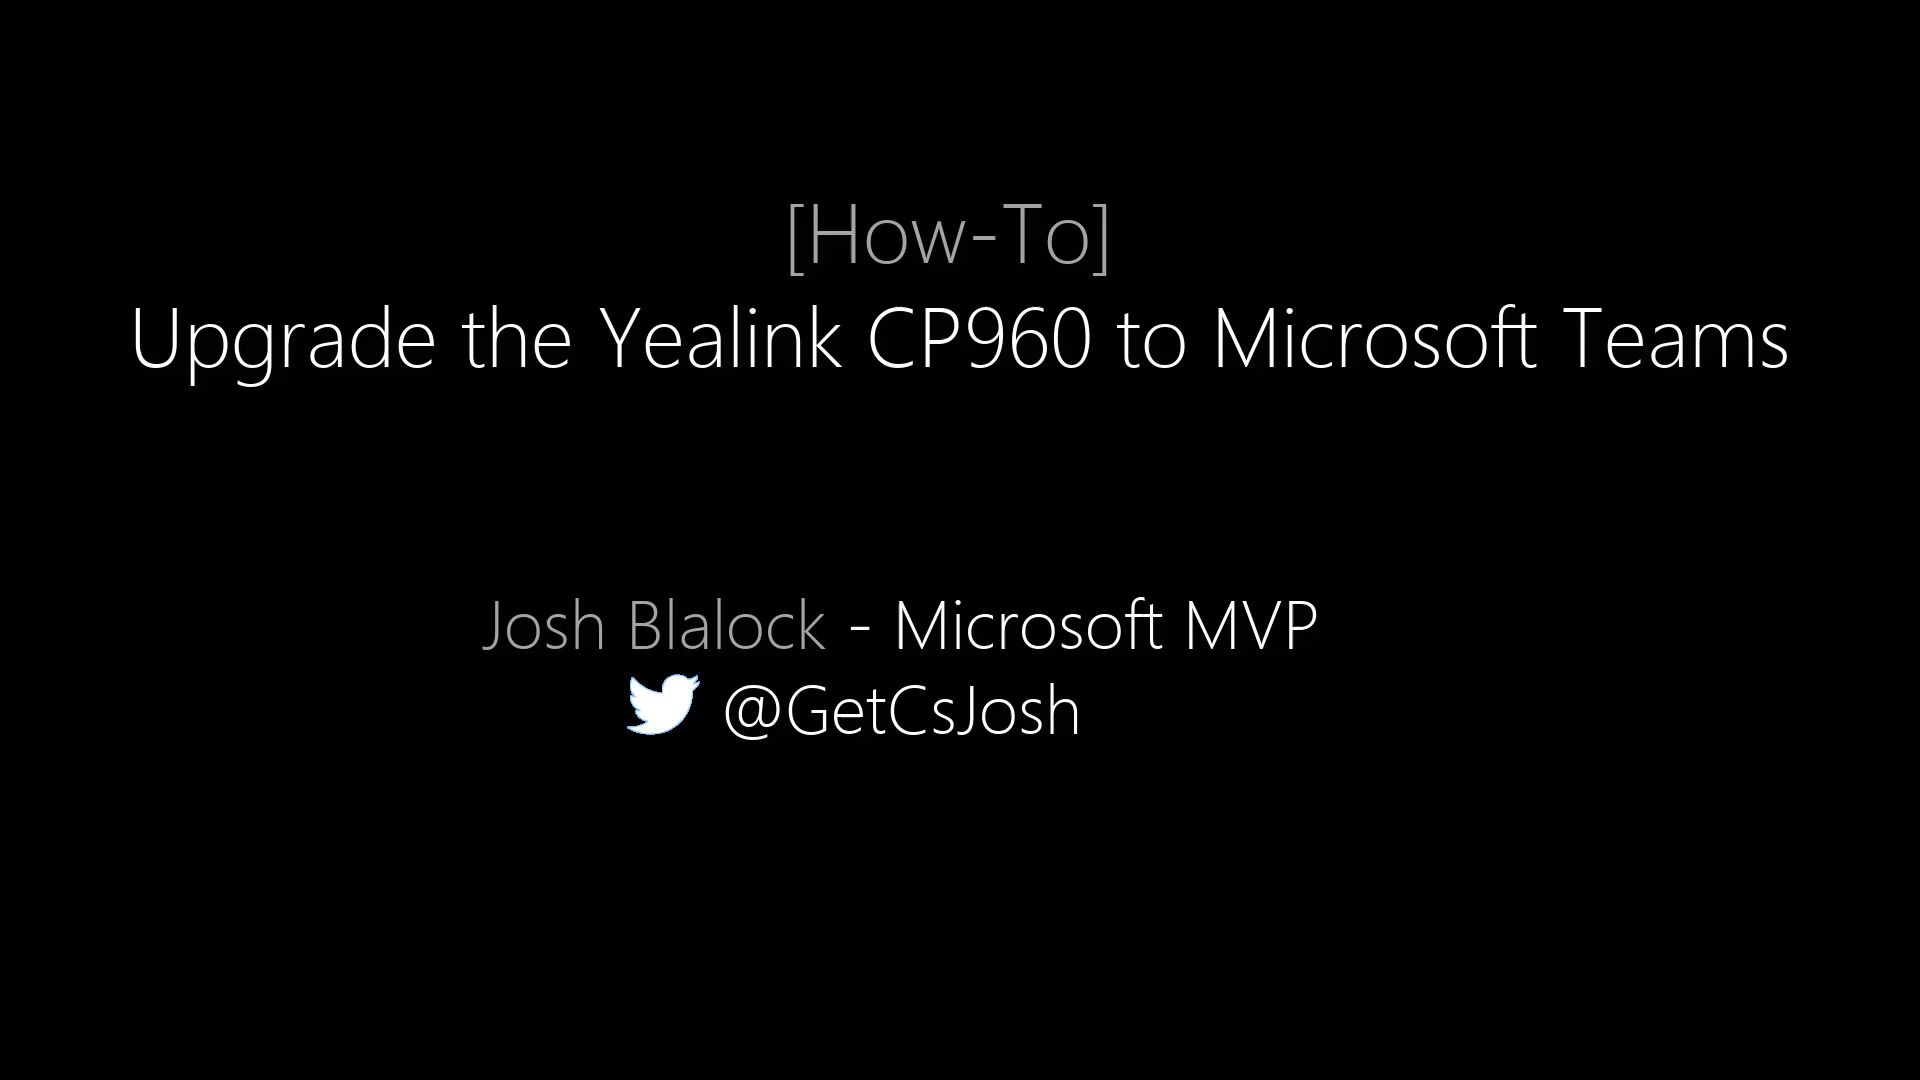 [How-To]
Upgrade the Yealink CP960 to Microsoft Teams
Josh Blalock - Microsoft MVP
@GetCsJosh